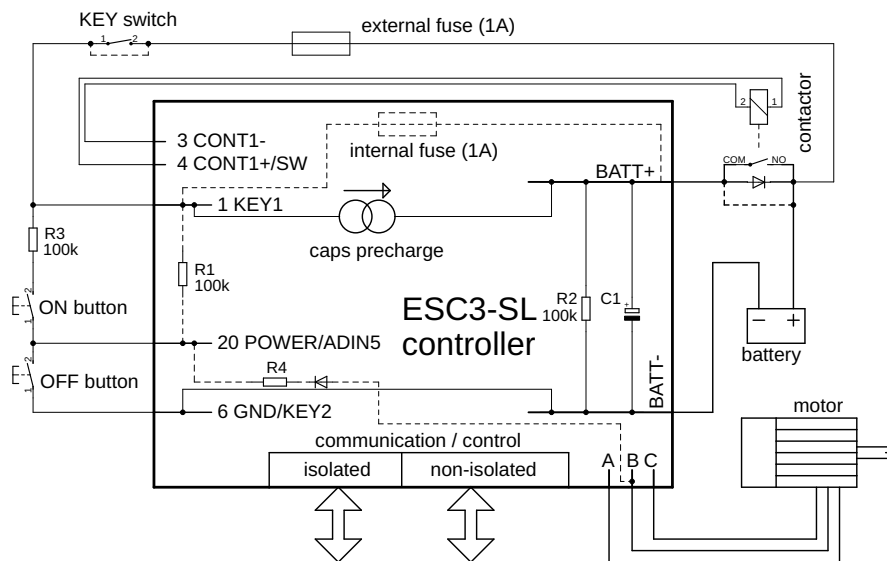 KEY switch
external fuse (1A)
1
2
2
1
contactor
3 CONT1-
4 CONT1+/SW
internal fuse (1A)
COM
NO
BATT+
1 KEY1
caps precharge
R3
100k
R1
100k
R2
100k
C1
+
2
1
ON button
ESC3-SL
controller
20 POWER/ADIN5
2
1
OFF button
R4
6 GND/KEY2
BATT-
− +
battery
motor
communication / control
isolated
non-isolated
A B C